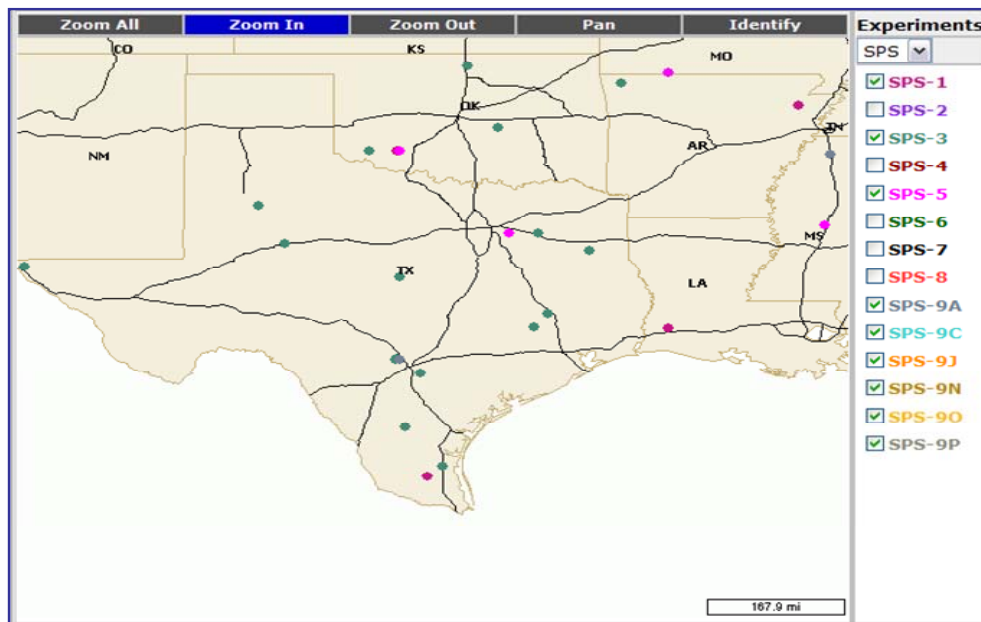 Zoom All Zoom In Zoom Out Pan Identify Experiments
SPS
CO KS MO
OK TN
NM AR
MS
TX LA
SPS-1
SPS-2
SPS-3
SPS-4
SPS-5
SPS-6
SPS-7
SPS-8
SPS-9A
SPS-9C
SPS-9J
SPS-9N
SPS-9O
SPS-9P
167.9 mi